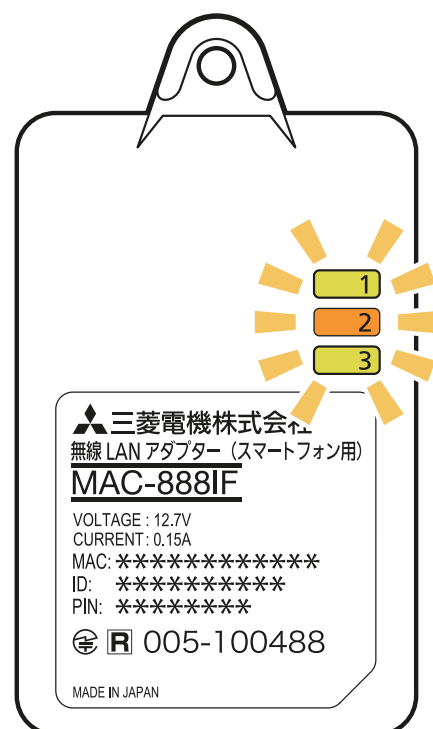 1
2
3
三菱電機株式会社
無線 LAN アダプター（スマートフォン用）
MAC-888IF
VOLTAGE : 12.7V
CURRENT : 0.15A
MAC: ************
ID: **********
PIN: ********
R 005-100488
MADE IN JAPAN